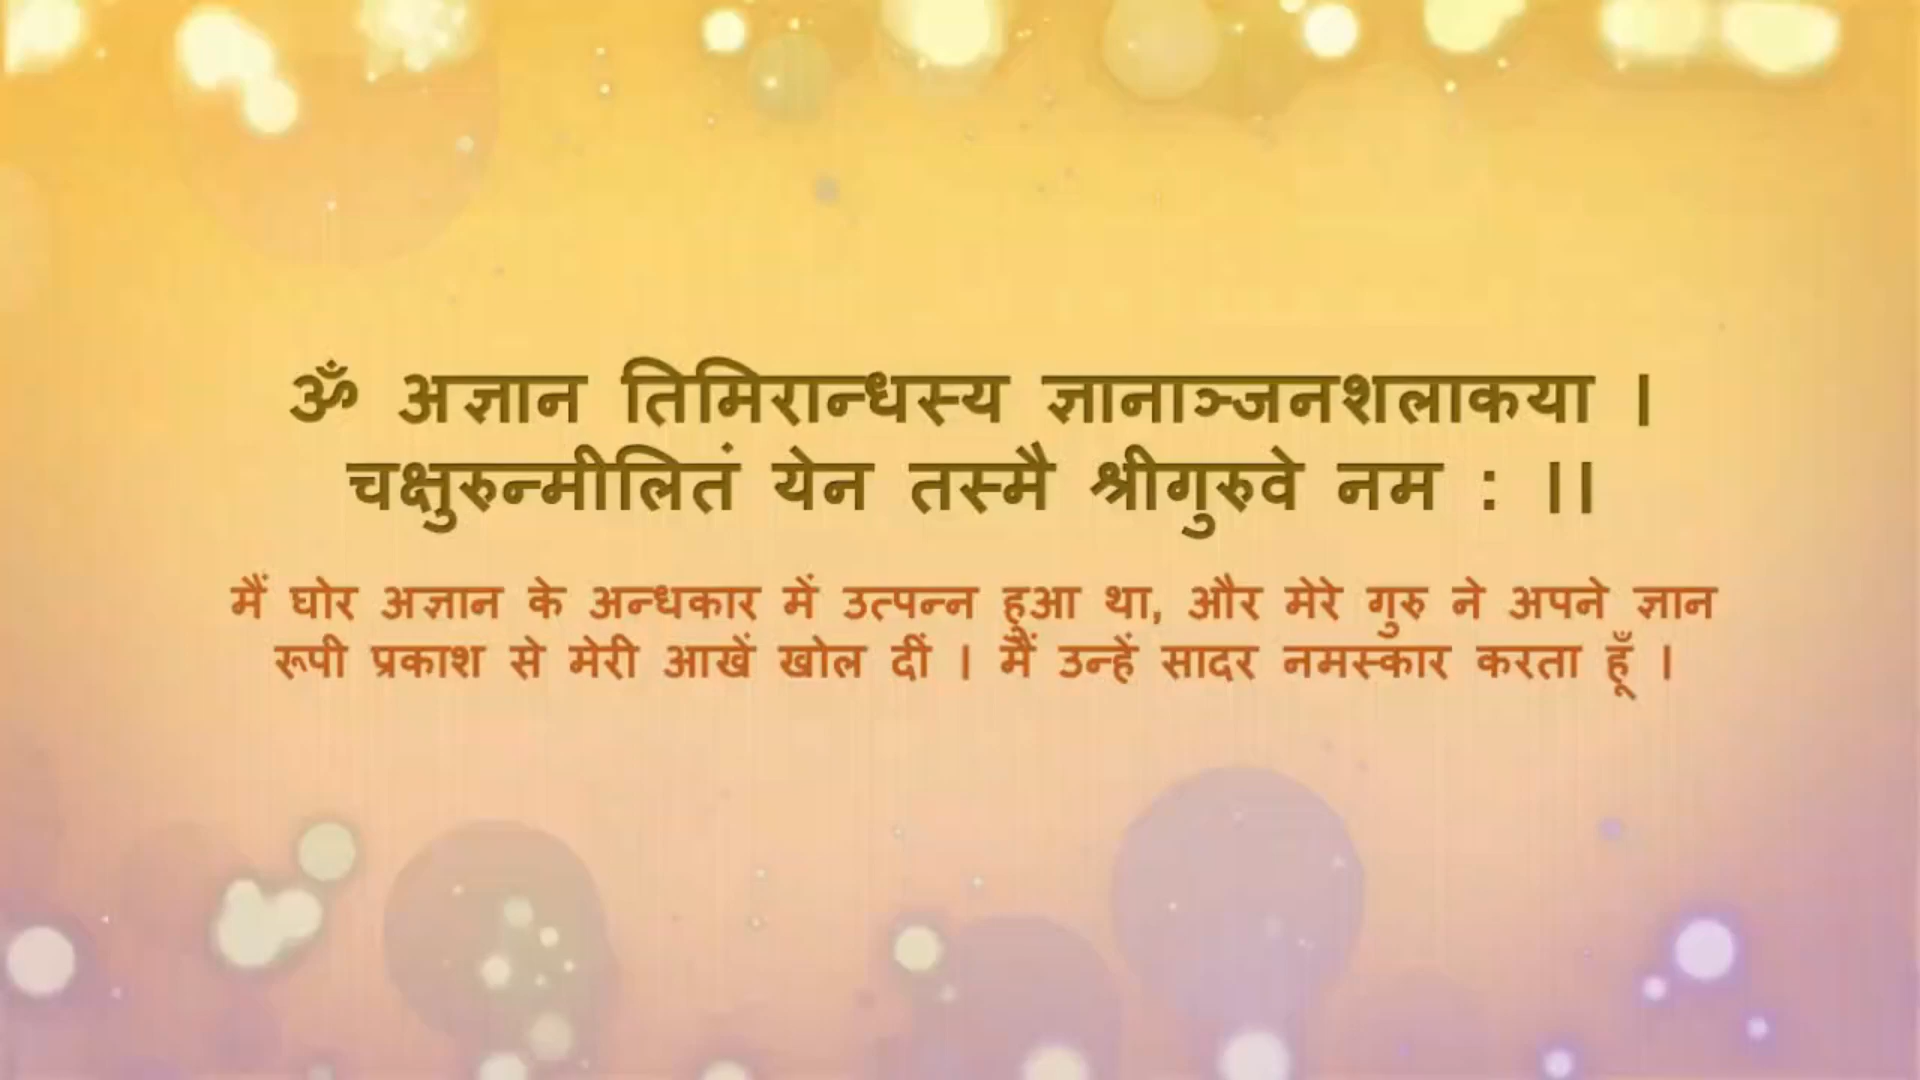 ॐ अज्ञान तिमिरान्धस्य ज्ञानाञ्जनशलाकया ।
चक्षुरुन्मीलितं येन तस्मै श्रीगुरुवे नम : ।।
मैं घोर अज्ञान के अन्धकार में उत्पन्न हुआ था, और मेरे गुरु ने अपने ज्ञान
रूपी प्रकाश से मेरी आखें खोल दीं । मैं उन्हें सादर नमस्कार करता हूँ ।